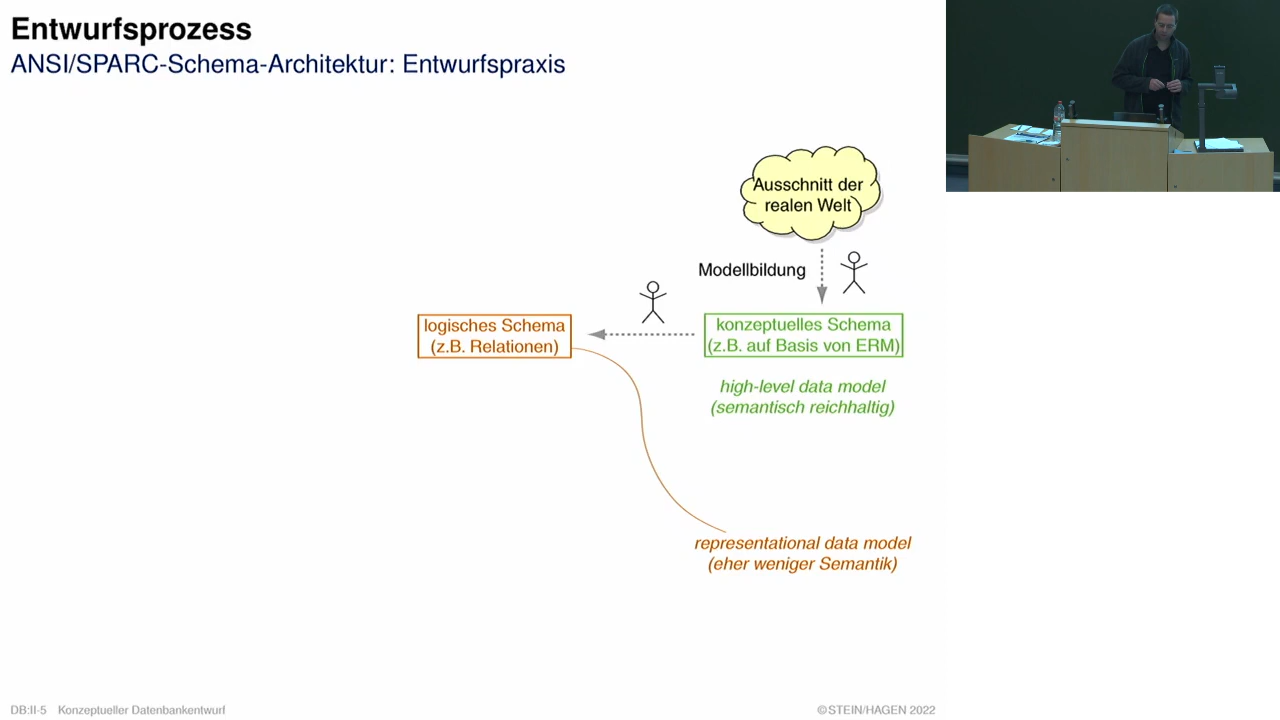 Entwurfsprozess
ANSI/SPARC-Schema-Architektur: Entwurfspraxis
Ausschnitt der
realen Welt
Modellbildung
logisches Schema
(z.B. Relationen)
konzeptuelles Schema
(z.B. auf Basis von ERM)
high-level data model
(semantisch reichhaltig)
representational data model
(eher weniger Semantik)
DB:II-5 Konzeptueller Datenbankentwurf
©STEIN/HAGEN 2022